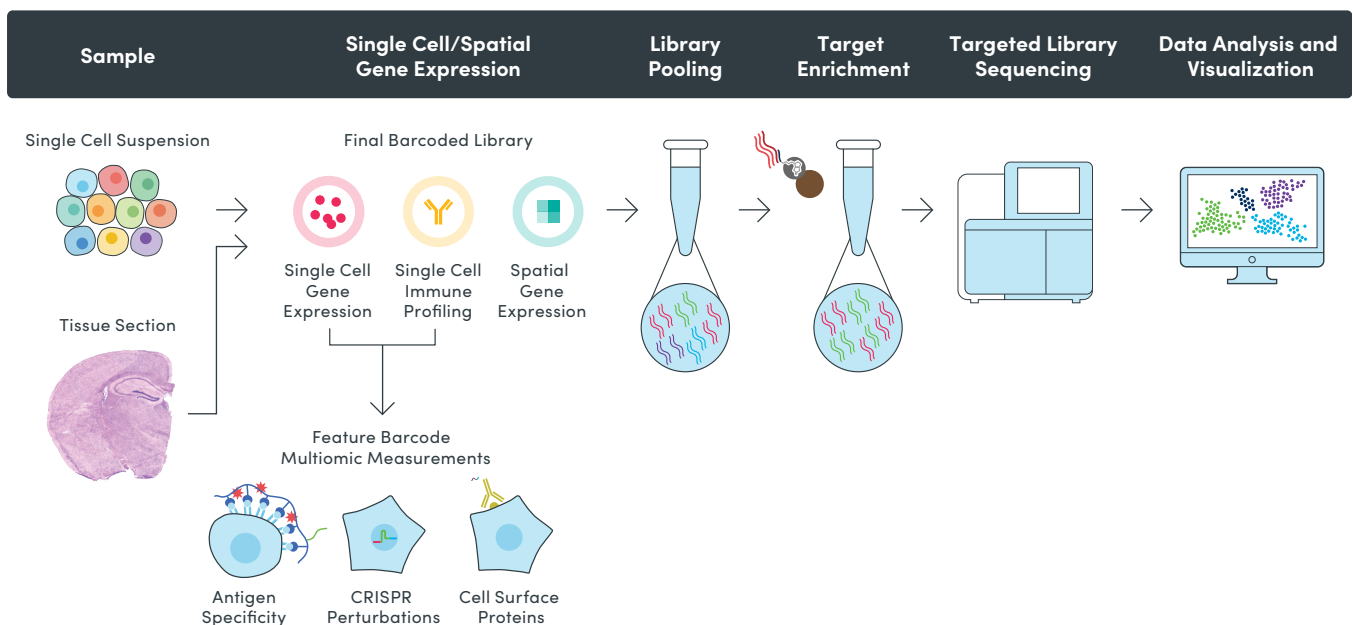 Sample
Single Cell/Spatial
Gene Expression
Library
Pooling
Target
Enrichment
Targeted Library
Sequencing
Data Analysis and
Visualization
Single Cell Suspension
Final Barcoded Library
Single Cell
Gene
Expression
Single Cell
Immune
Profiling
Spatial
Gene
Expression
Tissue Section
Feature Barcode
Multiomic Measurements
Antigen
Specificity
CRISPR
Perturbations
Cell Surface
Proteins